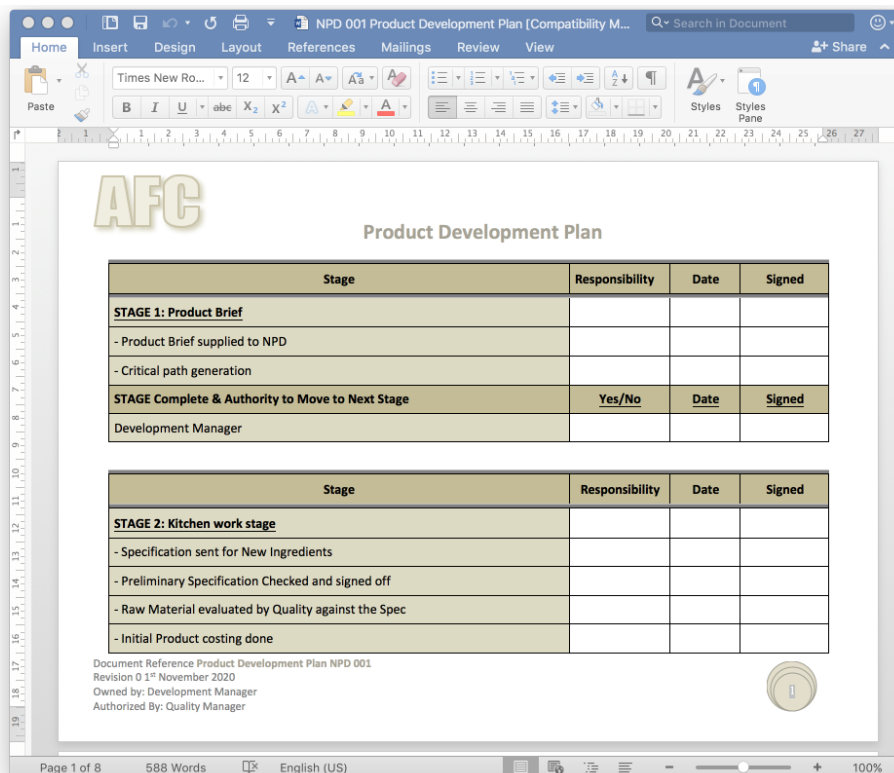 NPD 001 Product Development Plan [Compatibility M...
Search in Document
Home Insert Design Layout References Mailings Review View
Share
Paste
Times New Ro... 12
Styles
Styles Pane
AFC
Product Development Plan
Stage Responsibility Date Signed
STAGE 1: Product Brief
- Product Brief supplied to NPD
- Critical path generation
STAGE Complete & Authority to Move to Next Stage Yes/No Date Signed
Development Manager
Stage Responsibility Date Signed
STAGE 2: Kitchen work stage
- Specification sent for New Ingredients
- Preliminary Specification Checked and signed off
- Raw Material evaluated by Quality against the Spec
- Initial Product costing done
Document Reference Product Development Plan NPD 001
Revision 0 1st November 2020
Owned by: Development Manager
Authorized By: Quality Manager
1
Page 1 of 8 588 Words English (US) 100%